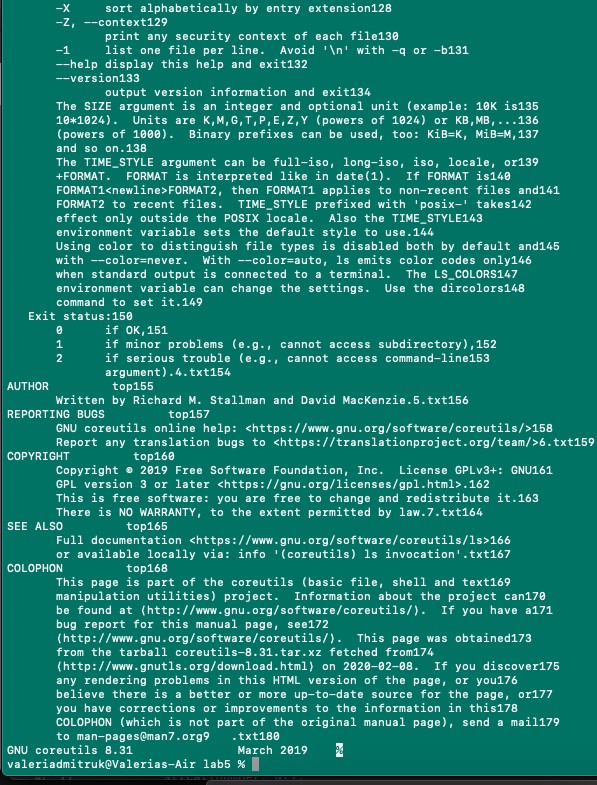 -X     sort alphabetically by entry extension128
-Z, --context129
print any security context of each file130
-1     list one file per line.  Avoid '\n' with -q or -b131
--help display this help and exit132
--version133
output version information and exit134
The SIZE argument is an integer and optional unit (example: 10K is135
10*1024).  Units are K,M,G,T,P,E,Z,Y (powers of 1024) or KB,MB,...136
(powers of 1000).  Binary prefixes can be used, too: KiB=K, MiB=M,137
and so on.138
The TIME_STYLE argument can be full-iso, long-iso, iso, locale, or139
+FORMAT.  FORMAT is interpreted like in date(1).  If FORMAT is140
FORMAT1<newline>FORMAT2, then FORMAT1 applies to non-recent files and141
FORMAT2 to recent files.  TIME_STYLE prefixed with 'posix-' takes142
effect only outside the POSIX locale.  Also the TIME_STYLE143
environment variable sets the default style to use.144
Using color to distinguish file types is disabled both by default and145
with --color=never.  With --color=auto, ls emits color codes only146
when standard output is connected to a terminal.  The LS_COLORS147
environment variable can change the settings.  Use the dircolors148
command to set it.149
Exit status:150
0      if OK,151
1      if minor problems (e.g., cannot access subdirectory),152
2      if serious trouble (e.g., cannot access command-line153
argument).4.txt154
AUTHOR         top155
Written by Richard M. Stallman and David MacKenzie.5.txt156
REPORTING BUGS         top157
GNU coreutils online help: <https://www.gnu.org/software/coreutils/>158
Report any translation bugs to <https://translationproject.org/team/>6.txt159
COPYRIGHT         top160
Copyright © 2019 Free Software Foundation, Inc.  License GPLv3+: GNU161
GPL version 3 or later <https://gnu.org/licenses/gpl.html>.162
This is free software: you are free to change and redistribute it.163
There is NO WARRANTY, to the extent permitted by law.7.txt164
SEE ALSO         top165
Full documentation <https://www.gnu.org/software/coreutils/ls>166
or available locally via: info '(coreutils) ls invocation'.txt167
COLOPHON         top168
This page is part of the coreutils (basic file, shell and text169
manipulation utilities) project.  Information about the project can170
be found at ⟨http://www.gnu.org/software/coreutils/⟩.  If you have a171
bug report for this manual page, see172
⟨http://www.gnu.org/software/coreutils/⟩.  This page was obtained173
from the tarball coreutils-8.31.tar.xz fetched from174
⟨http://www.gnutls.org/download.html⟩ on 2020-02-08.  If you discover175
any rendering problems in this HTML version of the page, or you176
believe there is a better or more up-to-date source for the page, or177
you have corrections or improvements to the information in this178
COLOPHON (which is not part of the original manual page), send a mail179
to man-pages@man7.org9   .txt180
GNU coreutils 8.31               March 2019    %
valeriadmitruk@Valerias-Air lab5 %